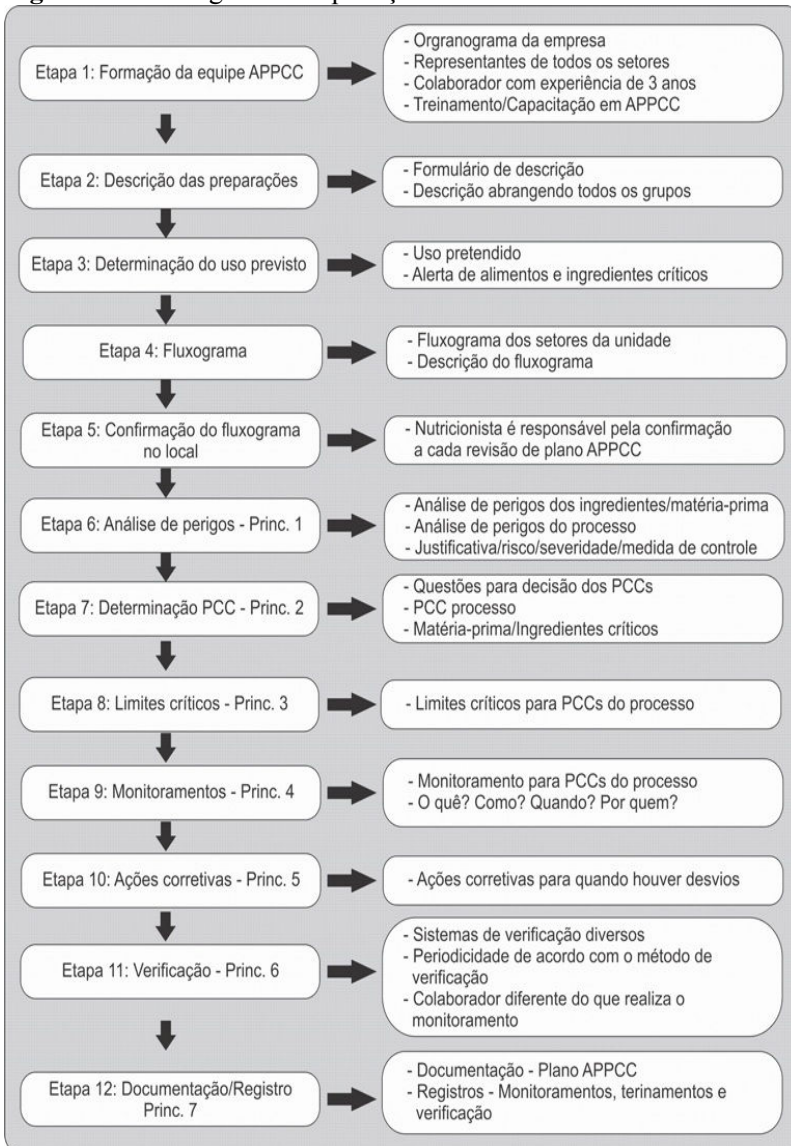 Etapa 1: Formação da equipe APPCC
- Orgranograma da empresa
- Representantes de todos os setores
- Colaborador com experiência de 3 anos
- Treinamento/Capacitação em APPCC
Etapa 2: Descrição das preparações
- Formulário de descrição
- Descrição abrangendo todos os grupos
Etapa 3: Determinação do uso previsto
- Uso pretendido
- Alerta de alimentos e ingredientes críticos
Etapa 4: Fluxograma
- Fluxograma dos setores da unidade
- Descrição do fluxograma
Etapa 5: Confirmação do fluxograma
no local
- Nutricionista é responsável pela confirmação
a cada revisão de plano APPCC
Etapa 6: Análise de perigos - Princ. 1
- Análise de perigos dos ingredientes/matéria-prima
- Análise de perigos do processo
- Justificativa/risco/severidade/medida de controle
Etapa 7: Determinação PCC - Princ. 2
- Questões para decisão dos PCCs
- PCC processo
- Matéria-prima/Ingredientes críticos
Etapa 8: Limites críticos - Princ. 3
- Limites críticos para PCCs do processo
Etapa 9: Monitoramentos - Princ. 4
- Monitoramento para PCCs do processo
- O quê? Como? Quando? Por quem?
Etapa 10: Ações corretivas - Princ. 5
- Ações corretivas para quando houver desvios
Etapa 11: Verificação - Princ. 6
- Sistemas de verificação diversos
- Periodicidade de acordo com o método de
verificação
- Colaborador diferente do que realiza o
monitoramento
Etapa 12: Documentação/Registro
Princ. 7
- Documentação - Plano APPCC
- Registros - Monitoramentos, terinamentos e
verificação